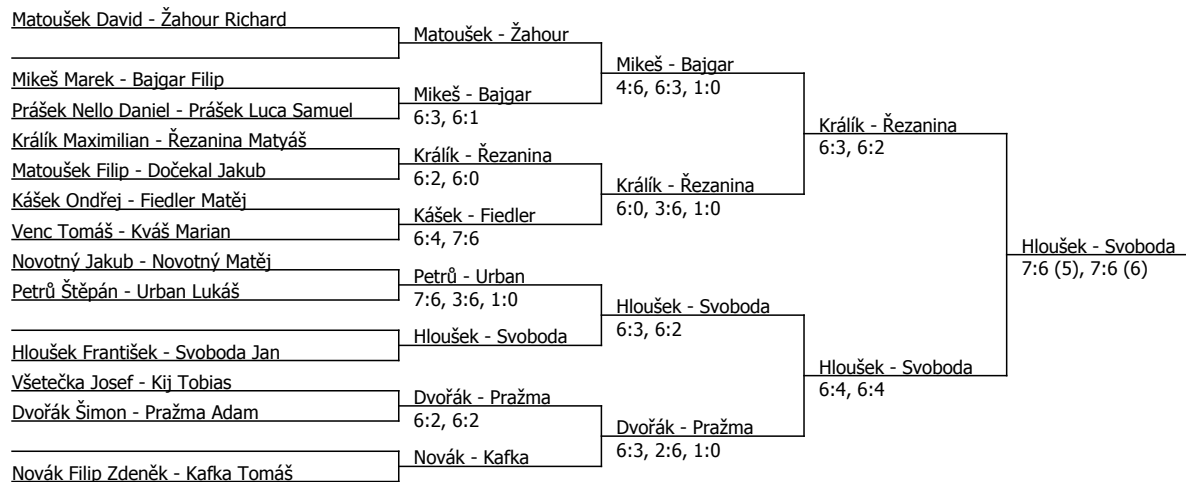 Matoušek David - Žahour Richard
Mikeš Marek - Bajgar Filip
Prášek Nello Daniel - Prášek Luca Samuel
Králík Maximilian - Řezanina Matyáš
Matoušek Filip - Dočekal Jakub
Kášek Ondřej - Fiedler Matěj
Venc Tomáš - Kváš Marian
Novotný Jakub - Novotný Matěj
Petrů Štěpán - Urban Lukáš
Hloušek František - Svoboda Jan
Všetečka Josef - Kij Tobias
Dvořák Šimon - Pražma Adam
Novák Filip Zdeněk - Kafka Tomáš
Matoušek - Žahour
Mikeš - Bajgar
6:3, 6:1
Králík - Řezanina
6:2, 6:0
Kášek - Fiedler
6:4, 7:6
Petrů - Urban
7:6, 3:6, 1:0
Hloušek - Svoboda
Dvořák - Pražma
6:2, 6:2
Novák - Kafka
Mikeš - Bajgar
4:6, 6:3, 1:0
Králík - Řezanina
6:0, 3:6, 1:0
Hloušek - Svoboda
6:3, 6:2
Dvořák - Pražma
6:3, 2:6, 1:0
Králík - Řezanina
6:3, 6:2
Hloušek - Svoboda
6:4, 6:4
Hloušek - Svoboda
7:6 (5), 7:6 (6)